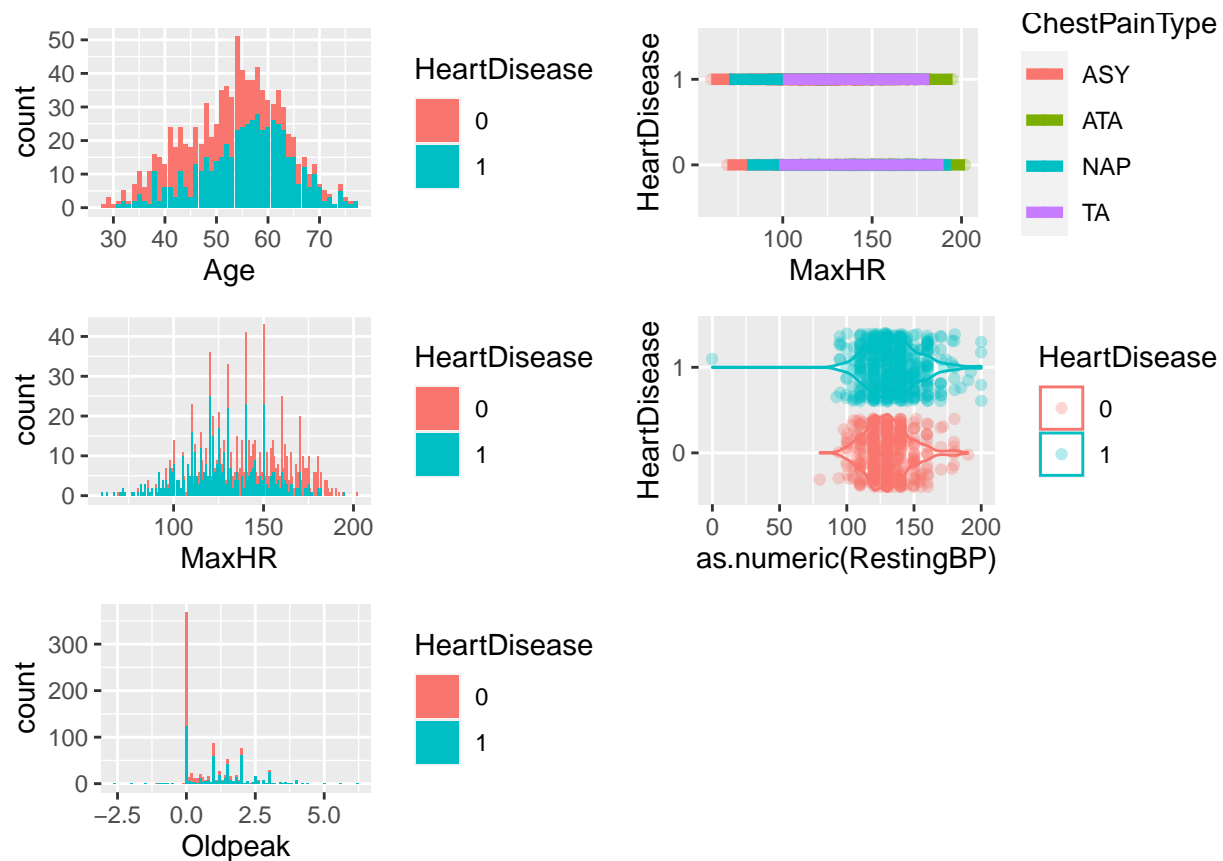 50
40
30
20
10
0
count
30 40 50 60 70
Age
HeartDisease
0
1
1
0
HeartDisease
100 150 200
MaxHR
ChestPainType
ASY
ATA
NAP
TA
40
30
20
10
0
count
100 150 200
MaxHR
HeartDisease
0
1
1
0
HeartDisease
0 50 100 150 200
as.numeric(RestingBP)
HeartDisease
0
1
300
200
100
0
count
−2.5 0.0 2.5 5.0
Oldpeak
HeartDisease
0
1